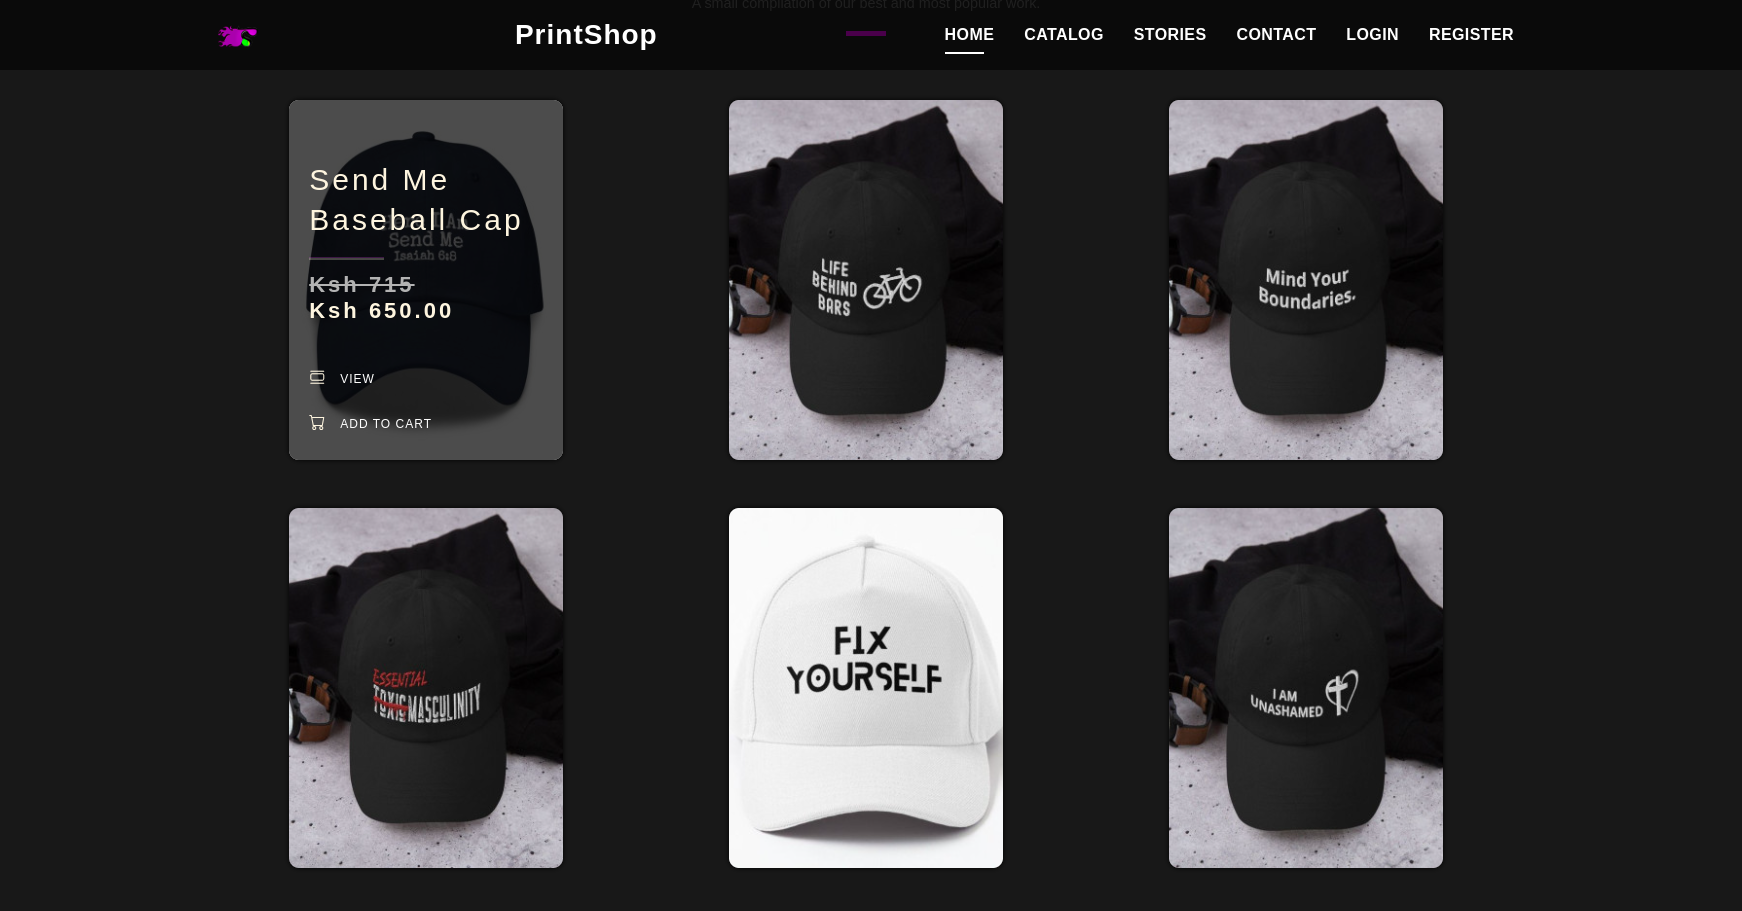 A small compilation of our best and most popular work.
PrintShop
HOME CATALOG STORIES CONTACT LOGIN REGISTER
Send Me
Baseball Cap
Here I Am
Send Me
Isaiah 6:8
Ksh 715
Ksh 650.00
VIEW
ADD TO CART
LIFE
BEHIND
BARS
Mind Your
Boundaries.
ESSENTIAL
TOXIC MASCULINITY
FIX
YOURSELF
I AM
UNASHAMED